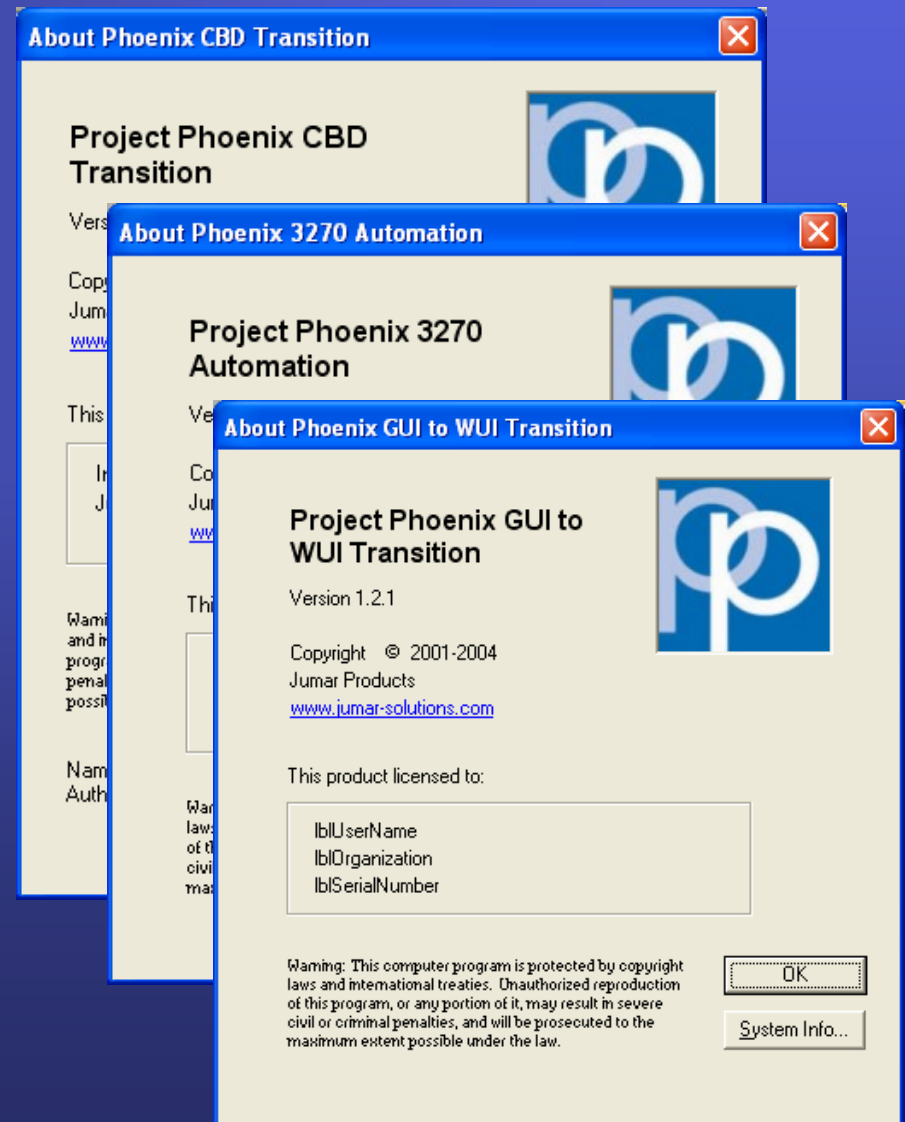 About Phoenix CBD Transition
Project Phoenix CBD
Transition
About Phoenix 3270 Automation
Project Phoenix 3270
Automation
This
About Phoenix GUI to WUI Transition
Project Phoenix GUI to
WUI Transition
Version 1.2.1
Copyright © 2001-2004
Jumar Products
www.jumar-solutions.com
This product licensed to:
lblUserName
lblOrganization
lblSerialNumber
Warning: This computer program is protected by copyright
laws and international treaties. Unauthorized reproduction
of this program, or any portion of it, may result in severe
civil or criminal penalties, and will be prosecuted to the
maximum extent possible under the law.
OK
System Info...